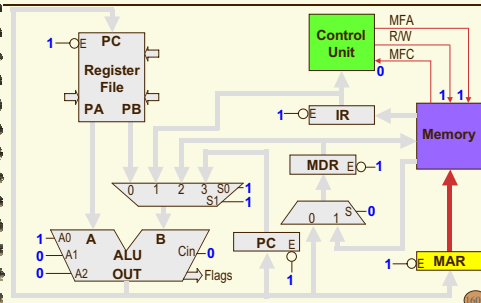 PC
1 E
Register
File
PA PB
Control
Unit
MFA
R/W
MFC
0
1 1
1 E IR
Memory
MDR E 1
0 1 2 3 S0 1
S1 1
0 1 S 0
A B
1 A0
0 A1
0 A2
ALU
OUT
Cin 0
Flags
PC E
1
1 E MAR
160